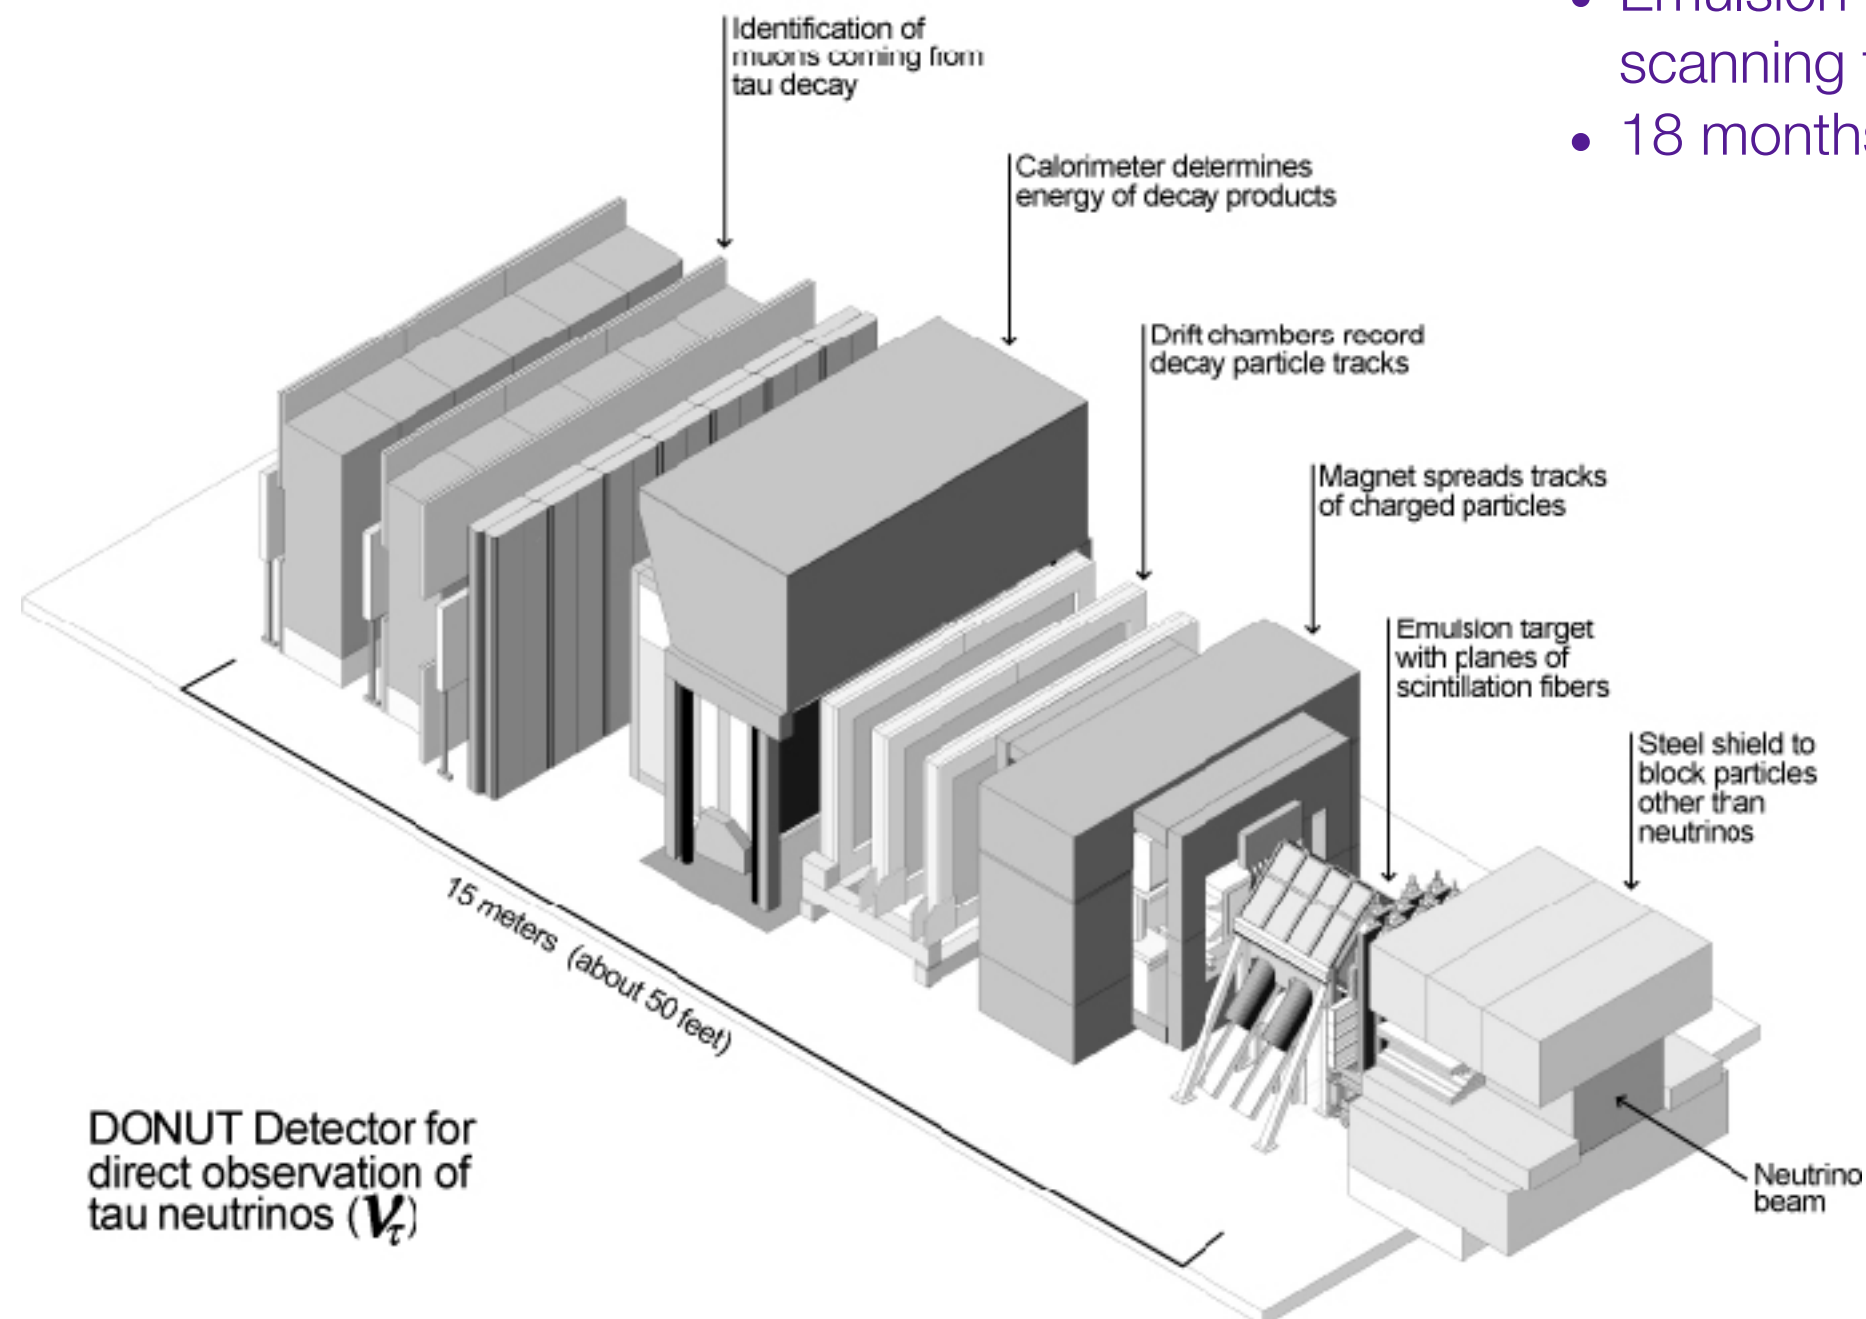 Emulsion
scanning
18 months
Identification of
muons coming from
tau decay
Calorimeter determines
energy of decay products
Drift chambers record
decay particle tracks
Magnet spreads tracks
of charged particles
Emulsion target
with planes of
scintillation fibers
Steel shield to
block particles
other than
neutrinos
15 meters (about 50 feet)
Neutrino
beam
DONUT Detector for
direct observation of
tau neutrinos (ντ)